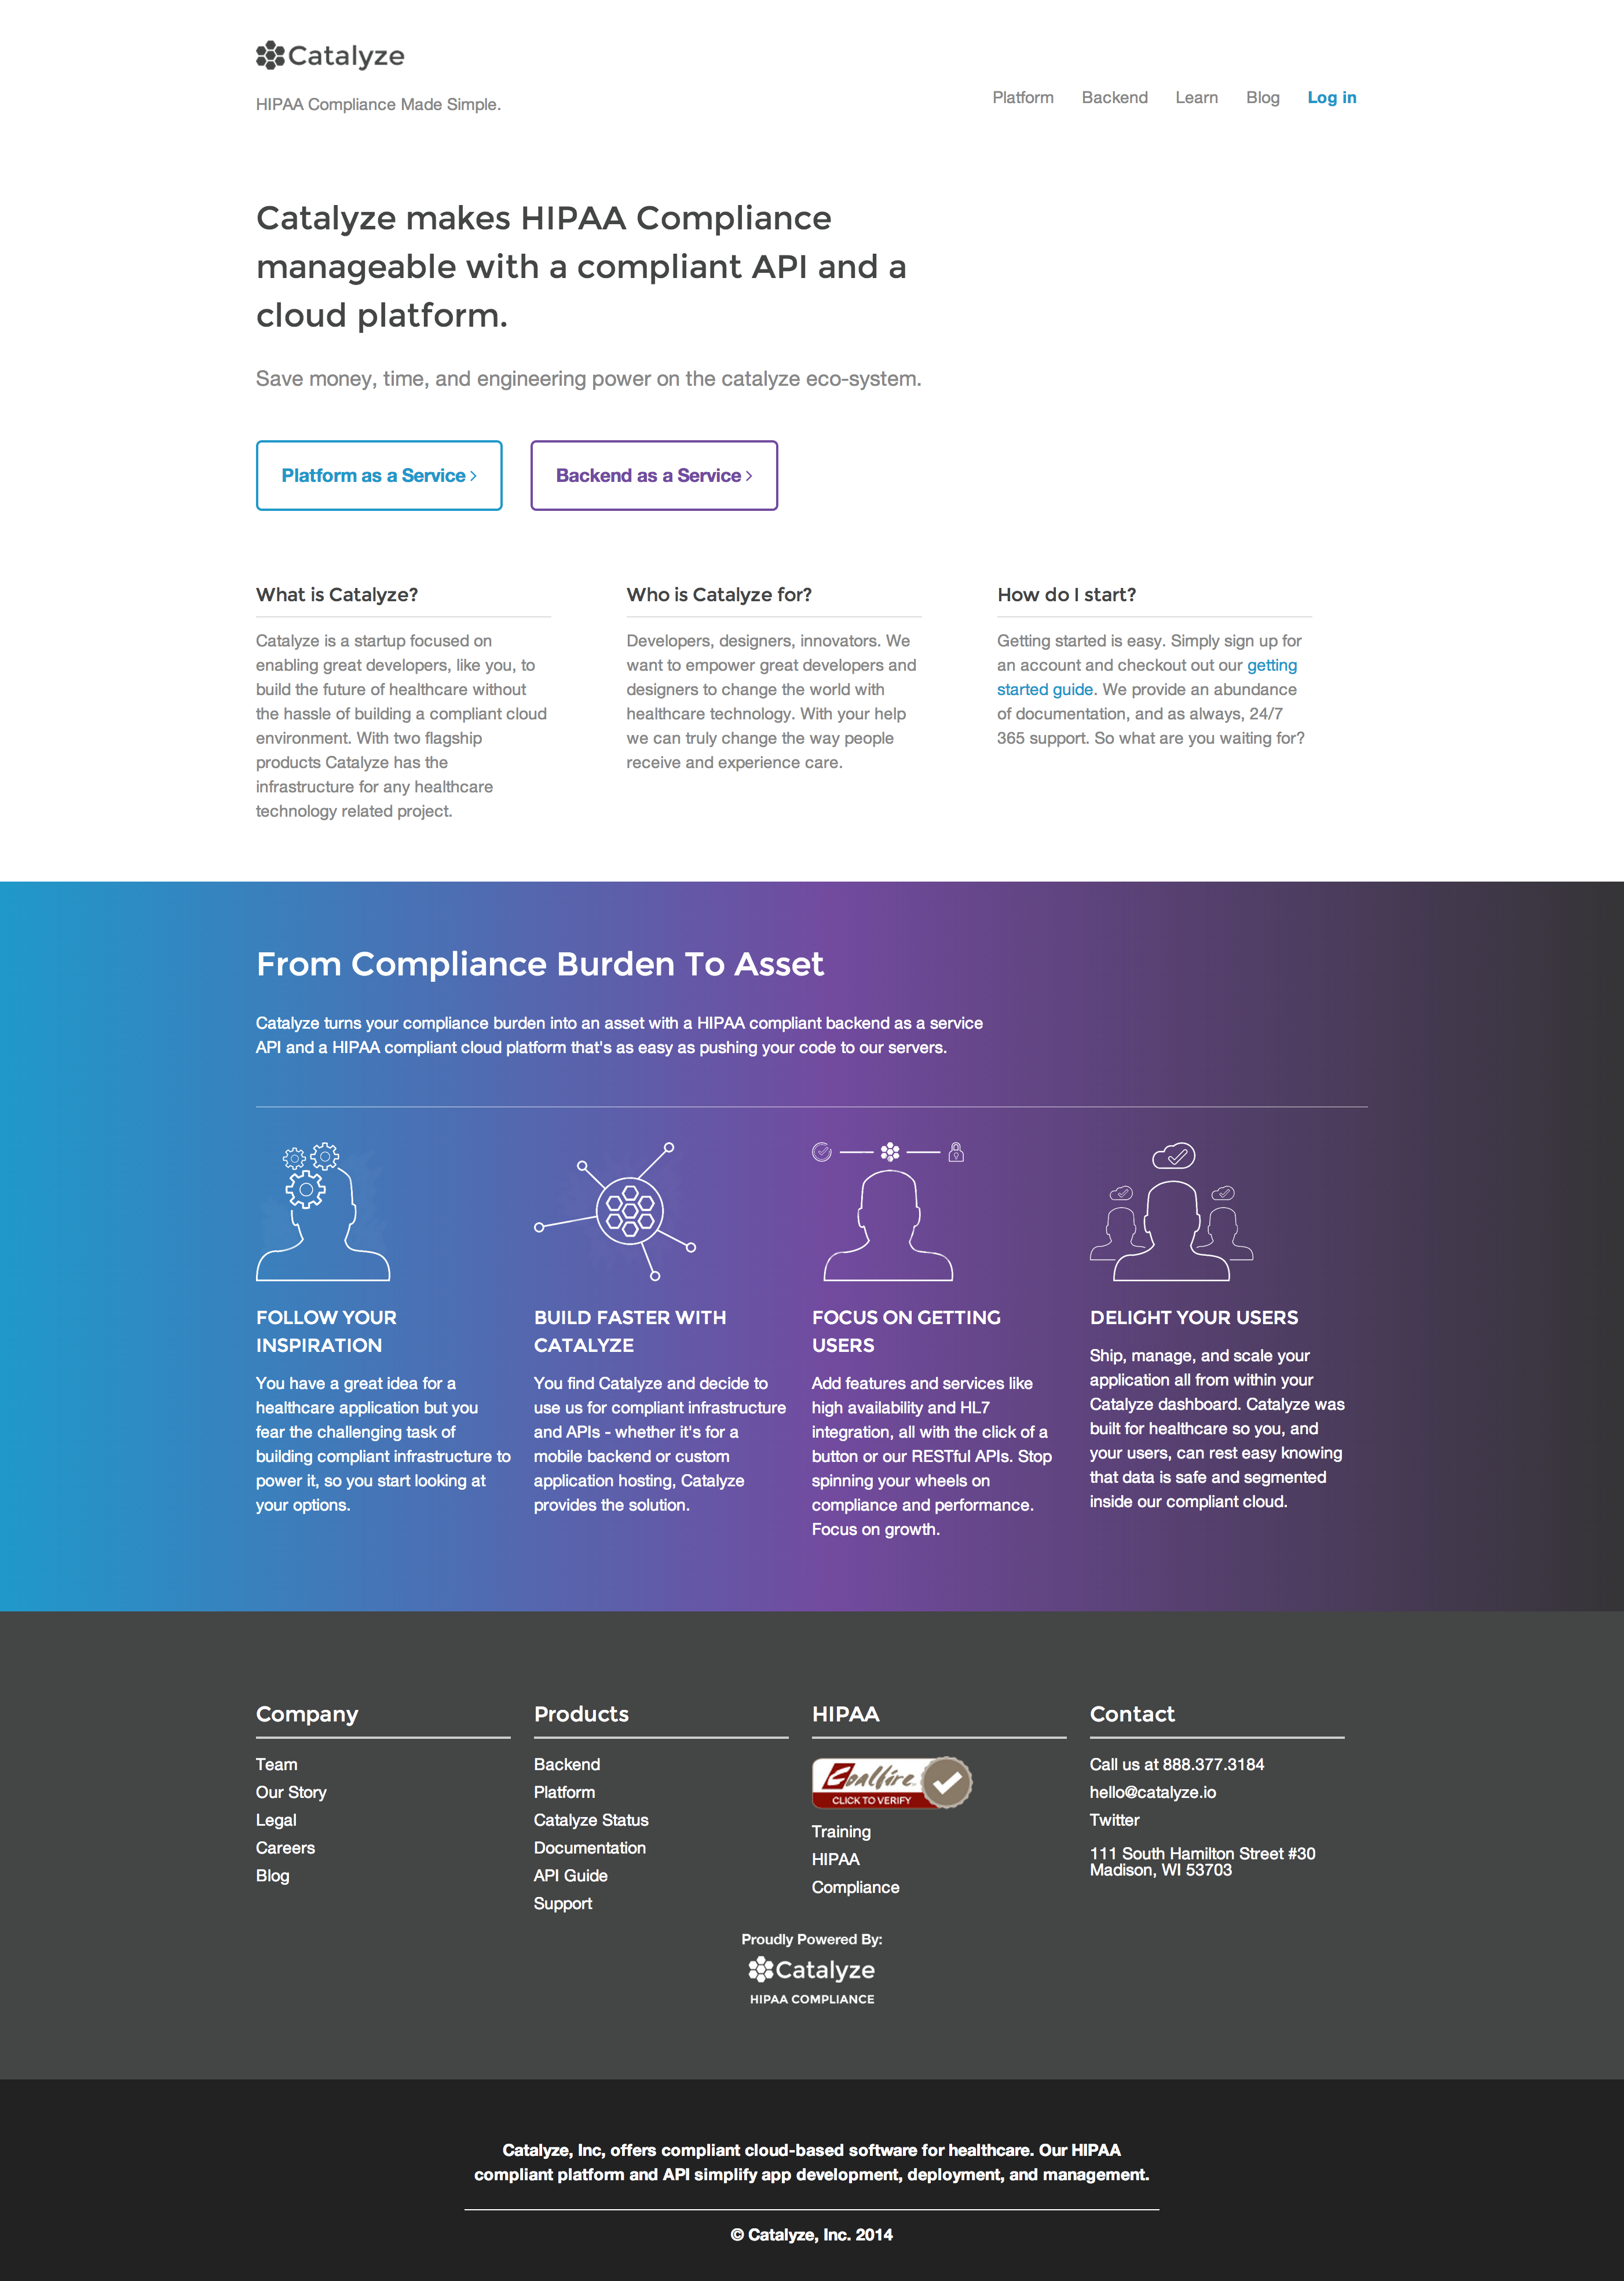 Catalyze
HIPAA Compliance Made Simple.
Platform Backend Learn Blog Log in
Catalyze makes HIPAA Compliance
manageable with a compliant API and a
cloud platform.
Save money, time, and engineering power on the catalyze eco-system.
Platform as a Service ›
Backend as a Service ›
What is Catalyze?
Catalyze is a startup focused on
enabling great developers, like you, to
build the future of healthcare without
the hassle of building a compliant cloud
environment. With two flagship
products Catalyze has the
infrastructure for any healthcare
technology related project.
Who is Catalyze for?
Developers, designers, innovators. We
want to empower great developers and
designers to change the world with
healthcare technology. With your help
we can truly change the way people
receive and experience care.
How do I start?
Getting started is easy. Simply sign up for
an account and checkout out our getting
started guide. We provide an abundance
of documentation, and as always, 24/7
365 support. So what are you waiting for?
From Compliance Burden To Asset
Catalyze turns your compliance burden into an asset with a HIPAA compliant backend as a service
API and a HIPAA compliant cloud platform that's as easy as pushing your code to our servers.
FOLLOW YOUR
INSPIRATION
You have a great idea for a
healthcare application but you
fear the challenging task of
building compliant infrastructure to
power it, so you start looking at
your options.
BUILD FASTER WITH
CATALYZE
You find Catalyze and decide to
use us for compliant infrastructure
and APIs - whether it's for a
mobile backend or custom
application hosting, Catalyze
provides the solution.
FOCUS ON GETTING
USERS
Add features and services like
high availability and HL7
integration, all with the click of a
button or our RESTful APIs. Stop
spinning your wheels on
compliance and performance.
Focus on growth.
DELIGHT YOUR USERS
Ship, manage, and scale your
application all from within your
Catalyze dashboard. Catalyze was
built for healthcare so you, and
your users, can rest easy knowing
that data is safe and segmented
inside our compliant cloud.
Company
Team
Our Story
Legal
Careers
Blog
Products
Backend
Platform
Catalyze Status
Documentation
API Guide
Support
HIPAA
Coalfire
CLICK TO VERIFY
Training
HIPAA
Compliance
Contact
Call us at 888.377.3184
hello@catalyze.io
Twitter
111 South Hamilton Street #30
Madison, WI 53703
Proudly Powered By:
Catalyze
HIPAA COMPLIANCE
Catalyze, Inc, offers compliant cloud-based software for healthcare. Our HIPAA
compliant platform and API simplify app development, deployment, and management.
© Catalyze, Inc. 2014